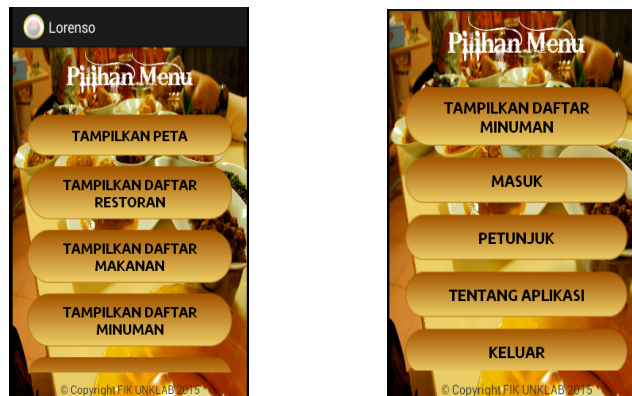 Lorenso
Pilihan Menu
TAMPILKAN PETA
TAMPILKAN DAFTAR
RESTORAN
TAMPILKAN DAFTAR
MAKANAN
TAMPILKAN DAFTAR
MINUMAN
© Copyright FIK UNKLAB 2015
Pilihan Menu
TAMPILKAN DAFTAR
MINUMAN
MASUK
PETUNJUK
TENTANG APLIKASI
KELUAR
© Copyright FIK UNKLAB 2015